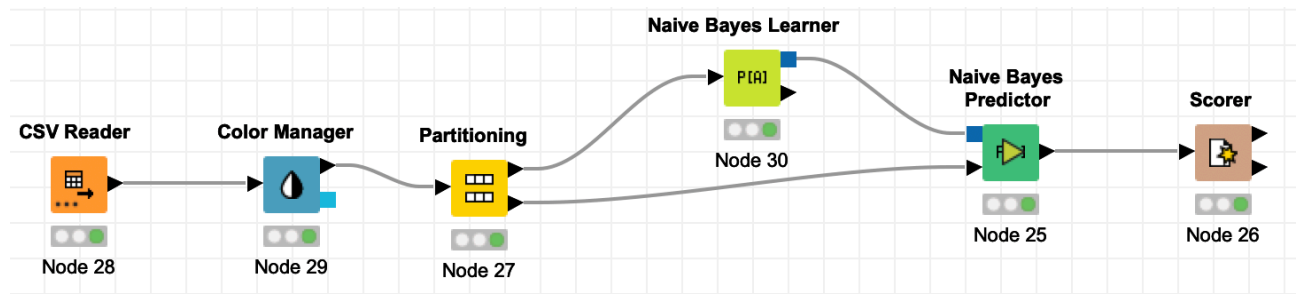 Naive Bayes Learner
P[A]
Node 30
Naive Bayes
Predictor
Node 25
Scorer
Node 26
CSV Reader
Node 28
Color Manager
Node 29
Partitioning
Node 27